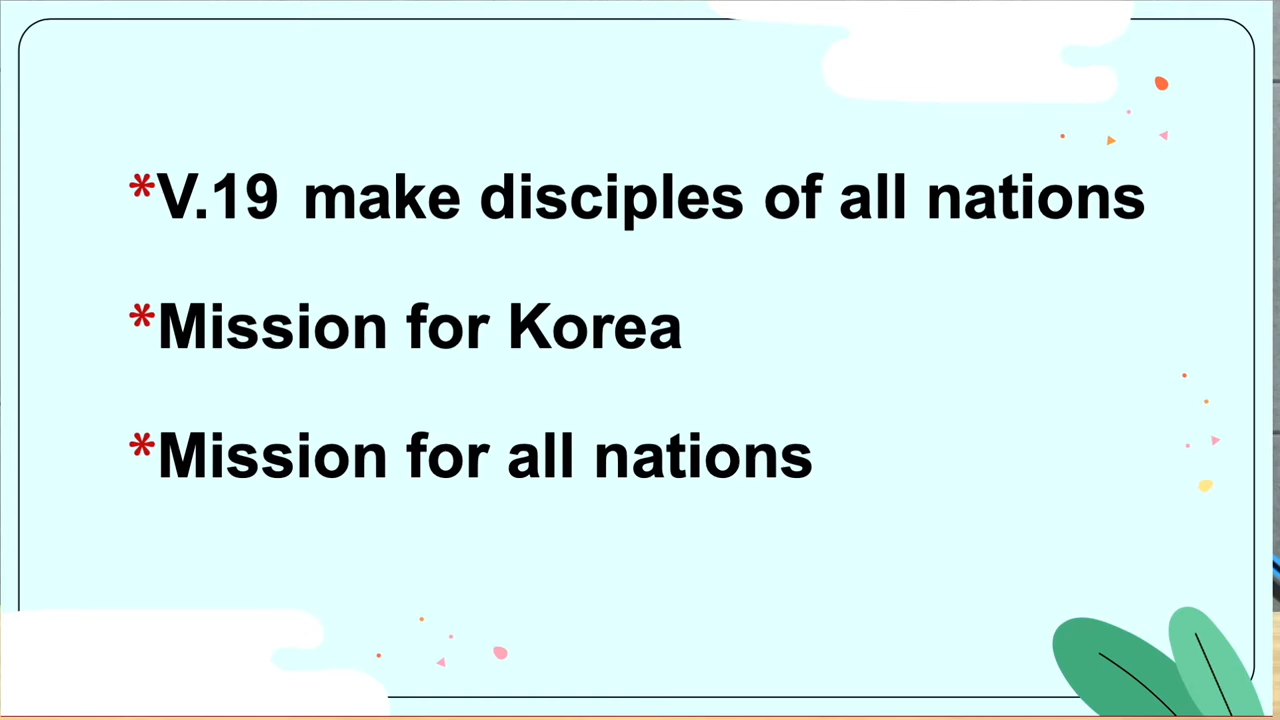 *V.19 make disciples of all nations
*Mission for Korea
*Mission for all nations